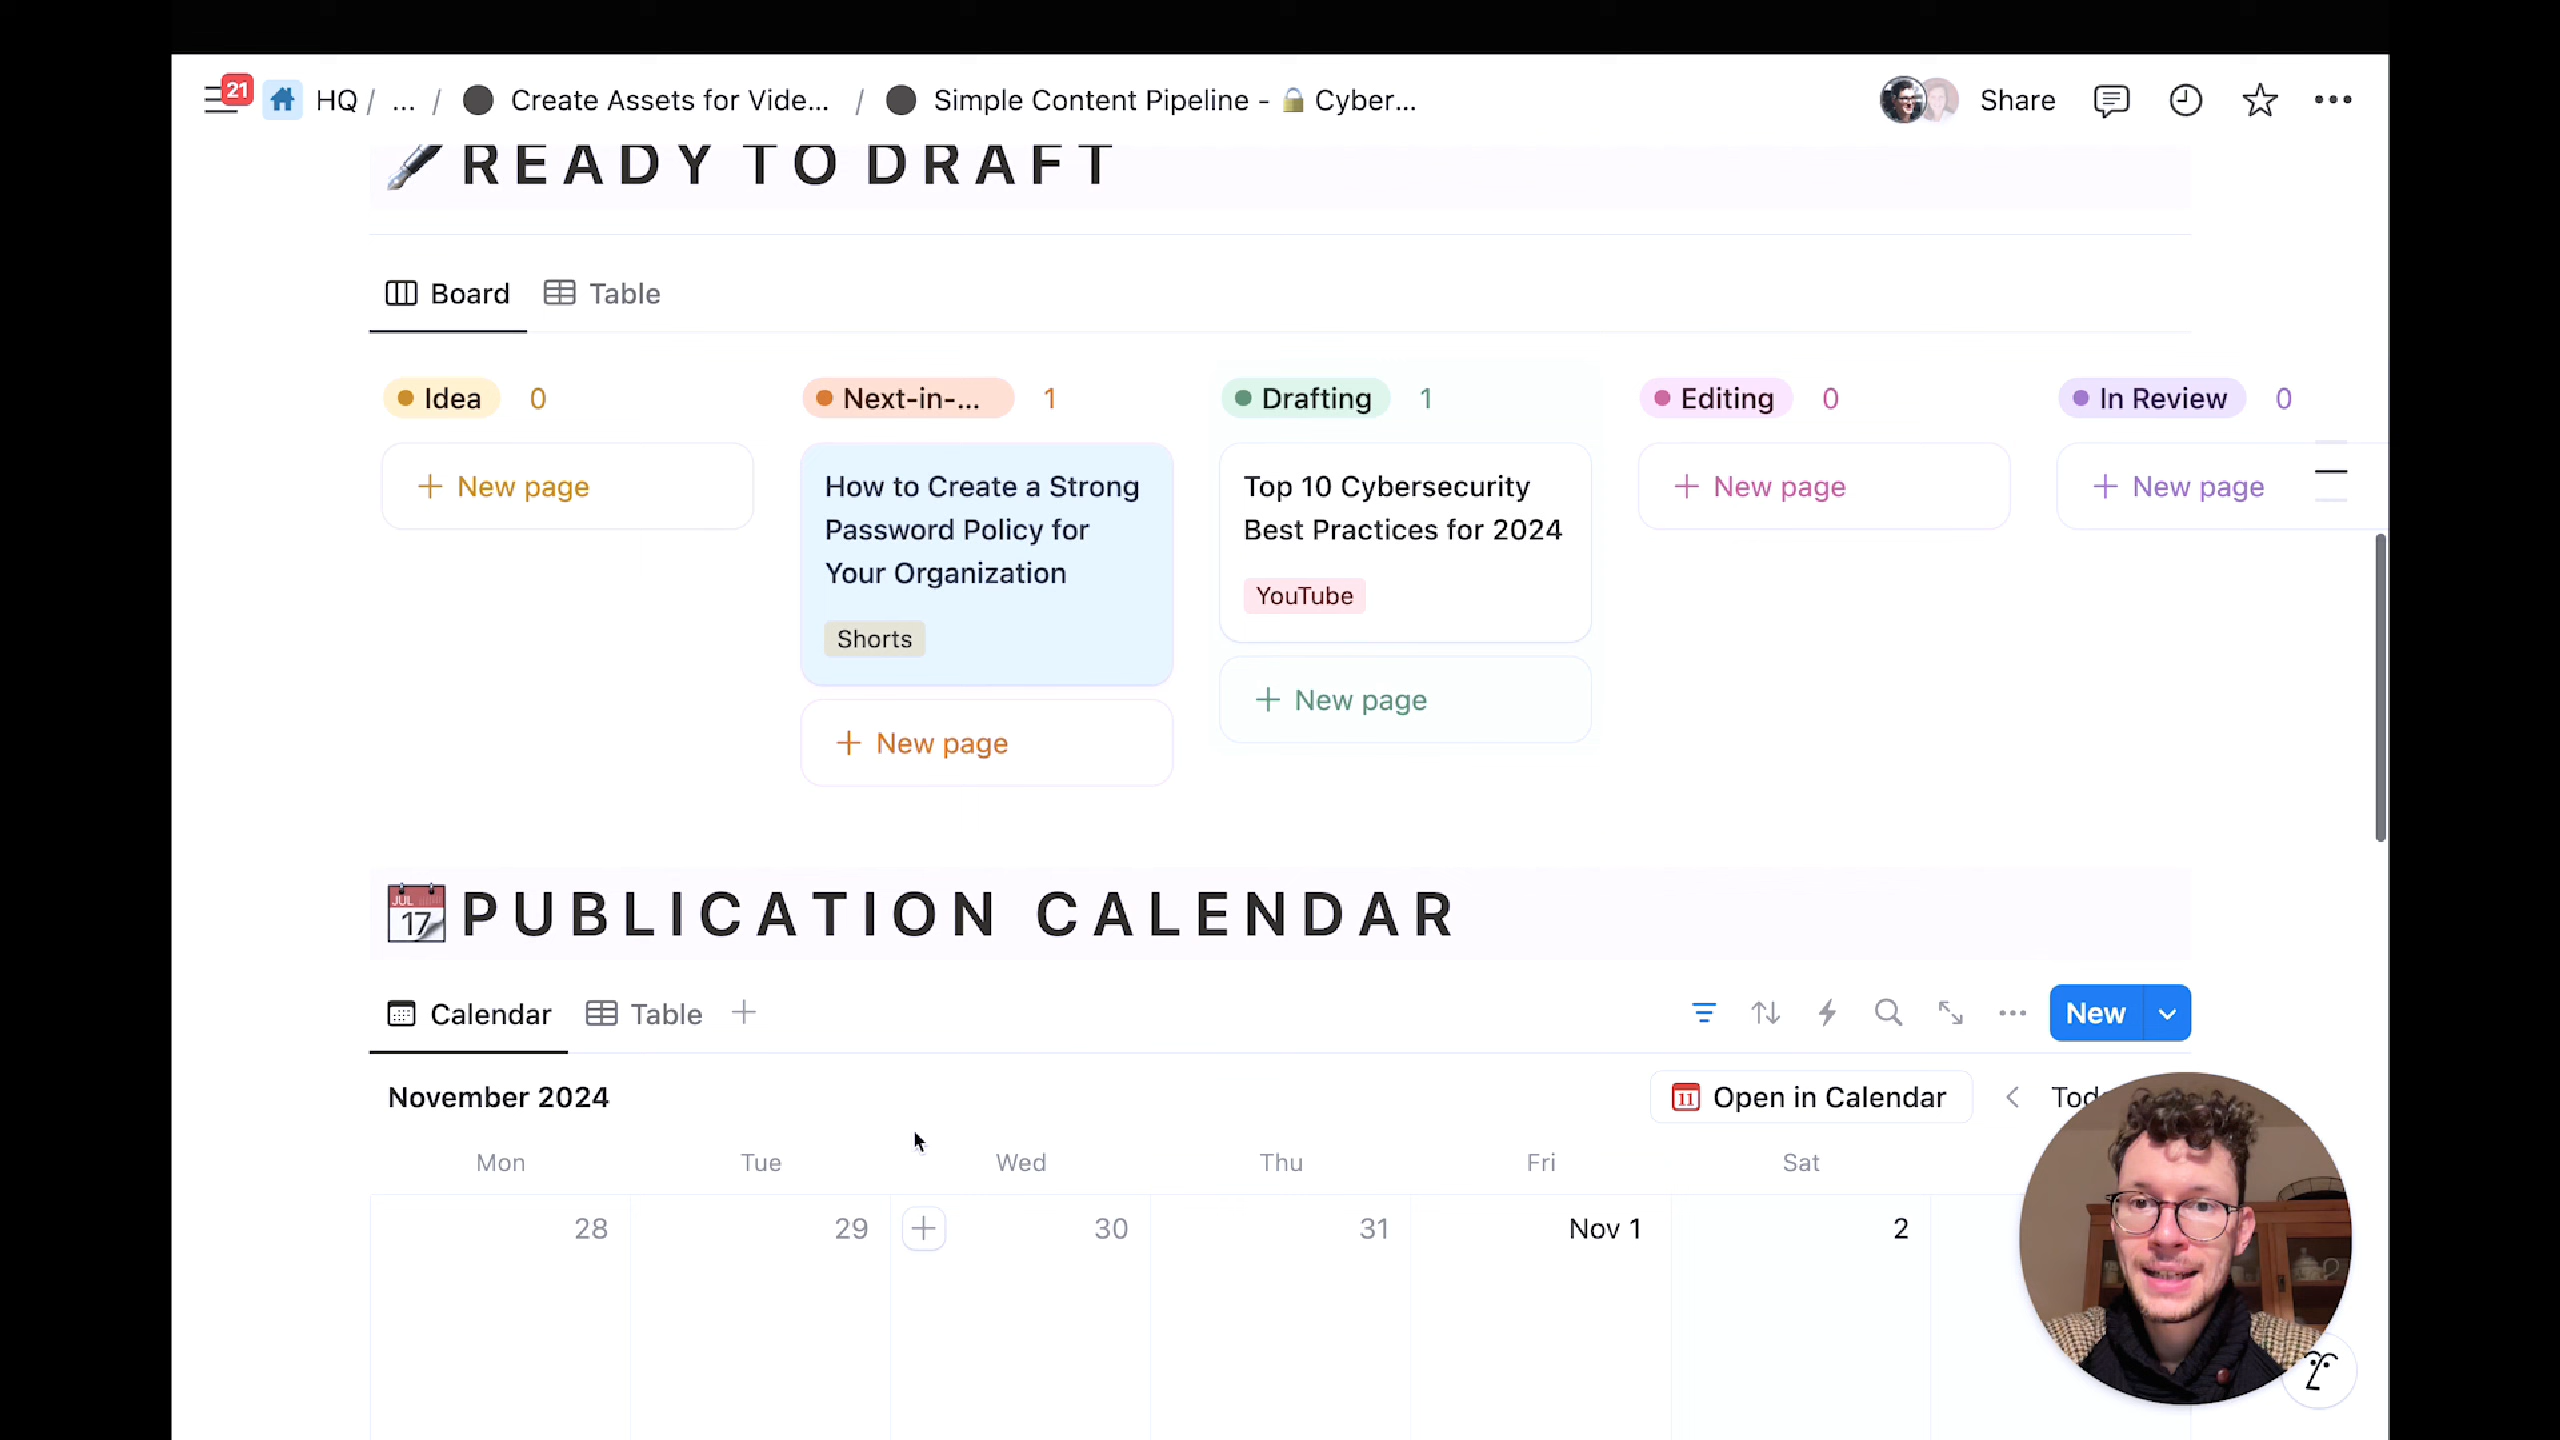 21
HQ / ... / Create Assets for Vide... / Simple Content Pipeline - Cyber...
Share
READY TO DRAFT
Board Table
Idea 0
Next-in-... 1
Drafting 1
Editing 0
In Review 0
+ New page
How to Create a Strong
Password Policy for
Your Organization
Shorts
+ New page
Top 10 Cybersecurity
Best Practices for 2024
YouTube
+ New page
+ New page
+ New page
JUL
17
PUBLICATION CALENDAR
Calendar Table +
New
November 2024
11 Open in Calendar
Mon Tue Wed Thu Fri Sat
28 29 30 31 Nov 1 2